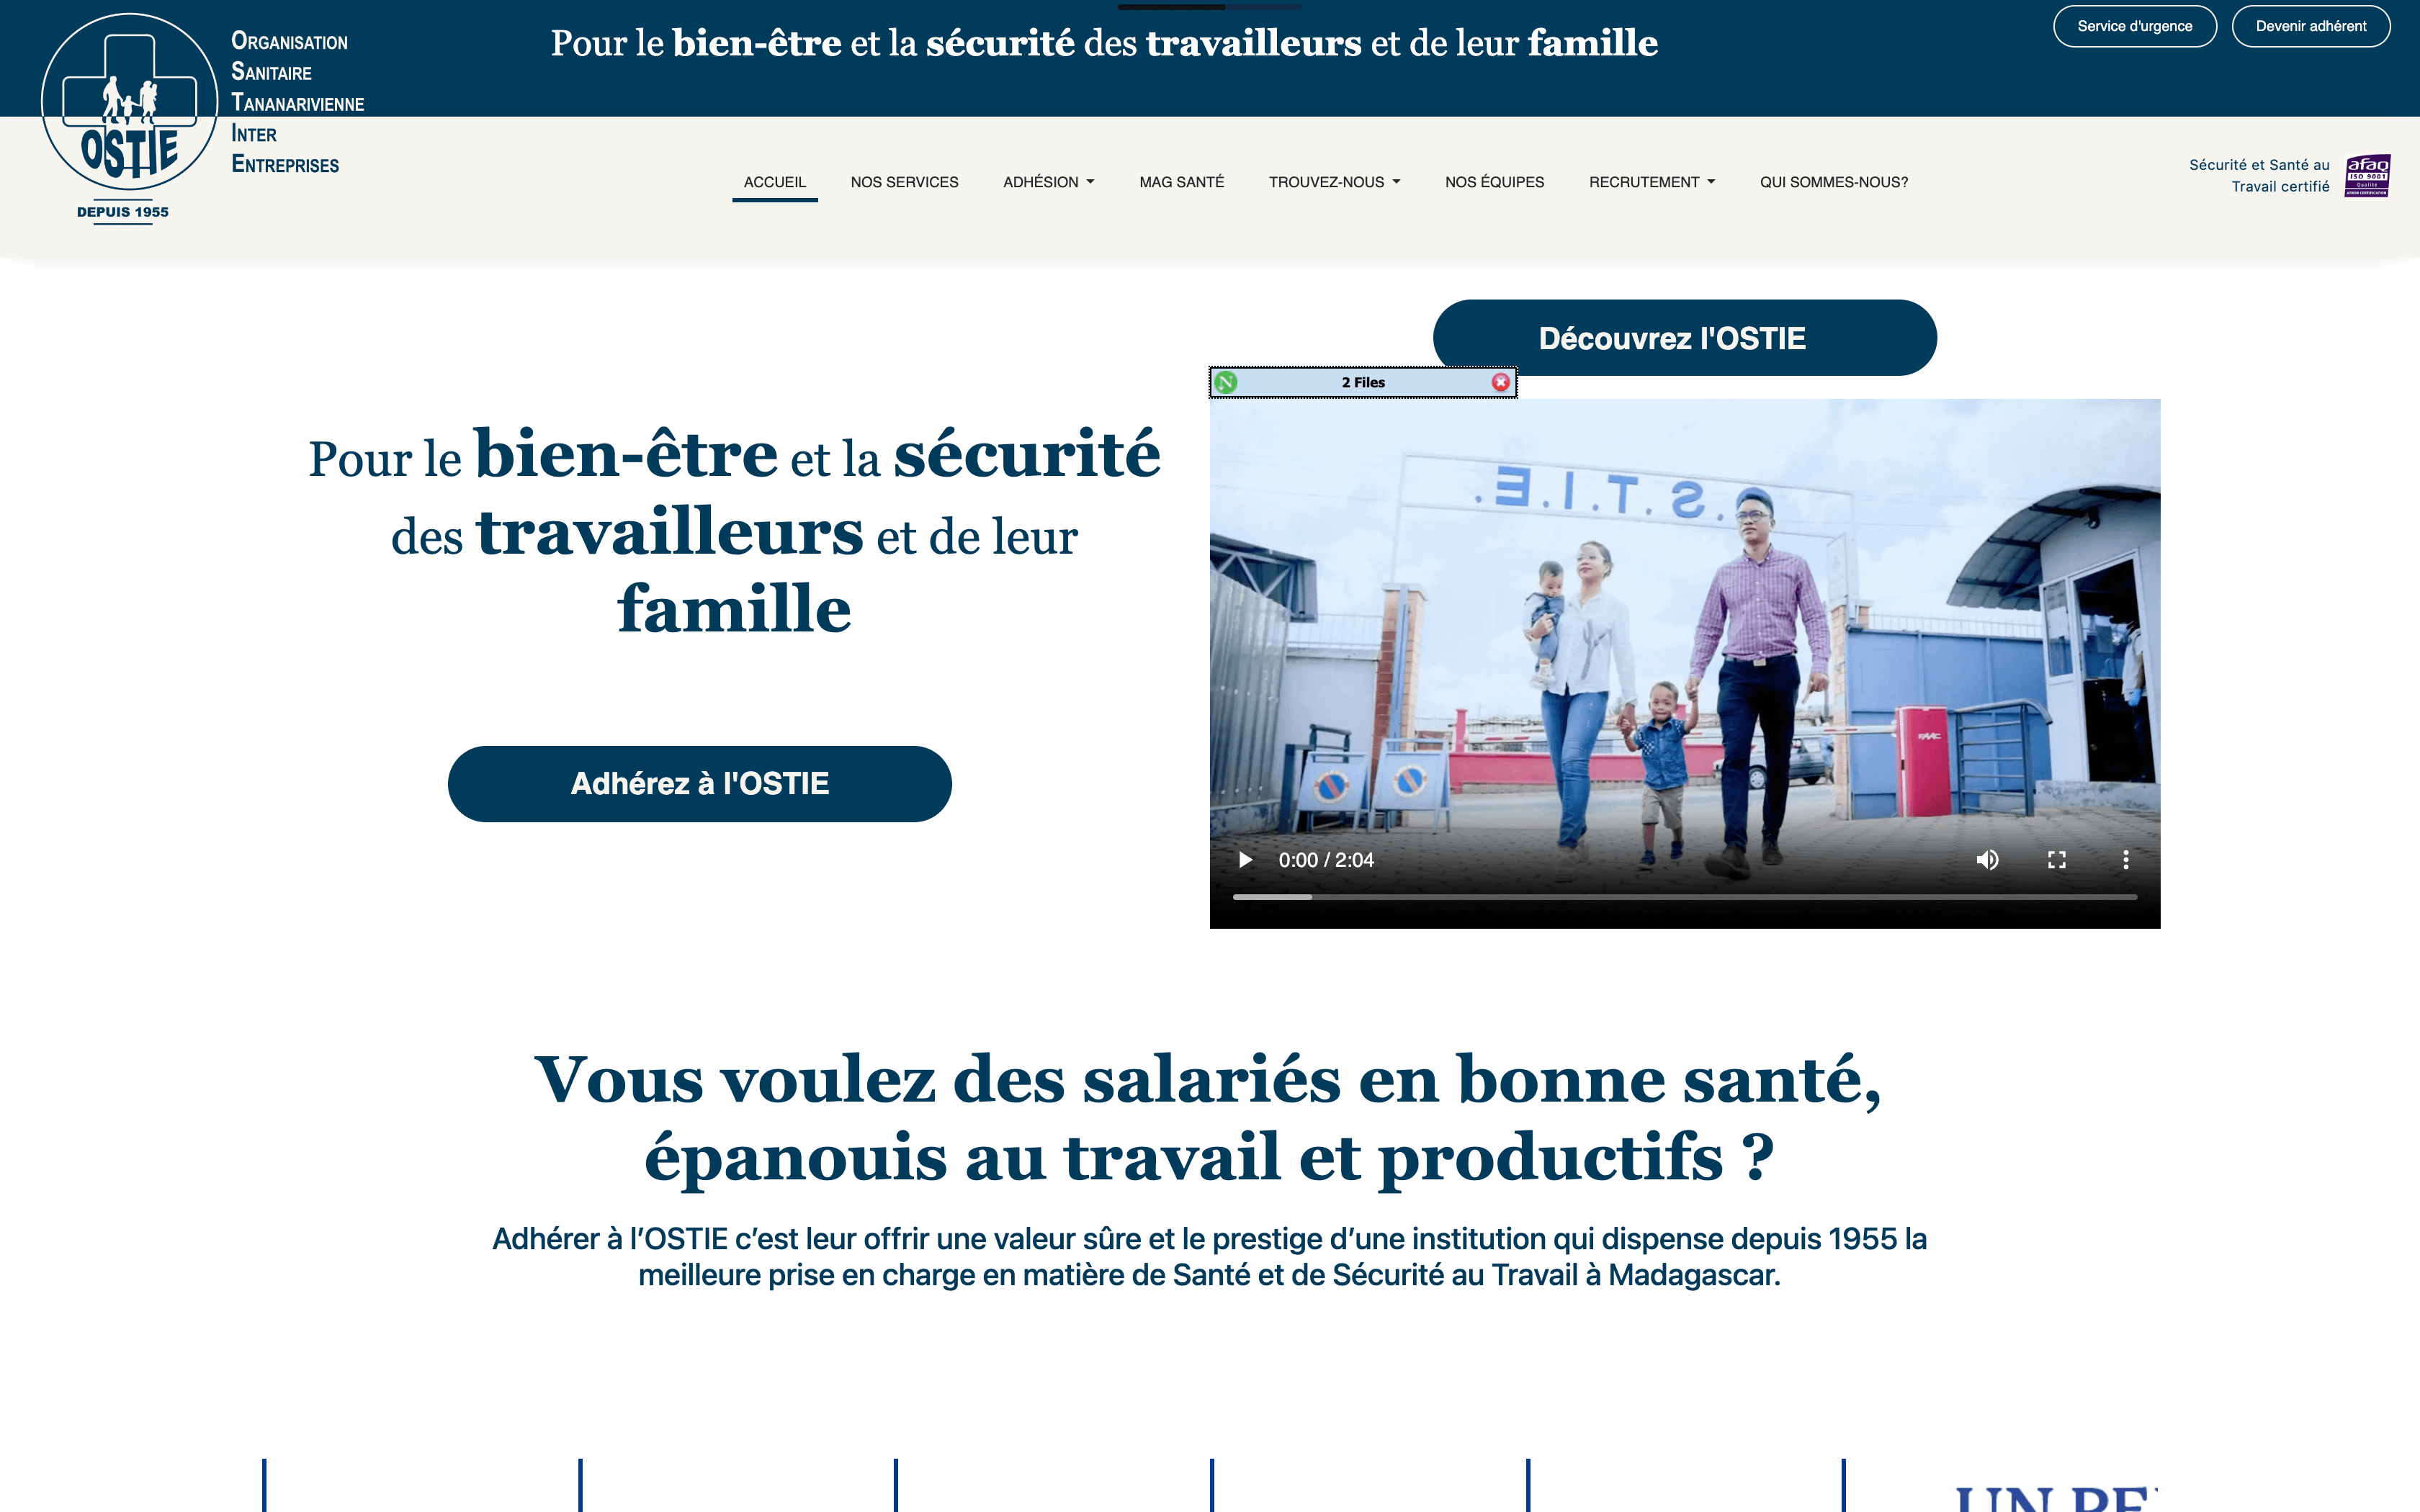 ORGANISATION
SANITAIRE
TANANARIVIENNE
INTER
ENTREPRISES
OSTIE
DEPUIS 1955
Pour le bien-être et la sécurité des travailleurs et de leur famille
Service d'urgence
Devenir adhérent
ACCUEIL
NOS SERVICES
ADHÉSION
MAG SANTÉ
TROUVEZ-NOUS
NOS ÉQUIPES
RECRUTEMENT
QUI SOMMES-NOUS?
Sécurité et Santé au
Travail certifié
afaq
ISO 9001
Qualité
AFNOR CERTIFICATION
Découvrez l'OSTIE
N
2 Files
Pour le bien-être et la sécurité
des travailleurs et de leur
famille
Adhérez à l'OSTIE
O.S.T.I.E.
FAAC
0:00 / 2:04
Vous voulez des salariés en bonne santé,
épanouis au travail et productifs ?
Adhérer à l’OSTIE c’est leur offrir une valeur sûre et le prestige d’une institution qui dispense depuis 1955 la
meilleure prise en charge en matière de Santé et de Sécurité au Travail à Madagascar.